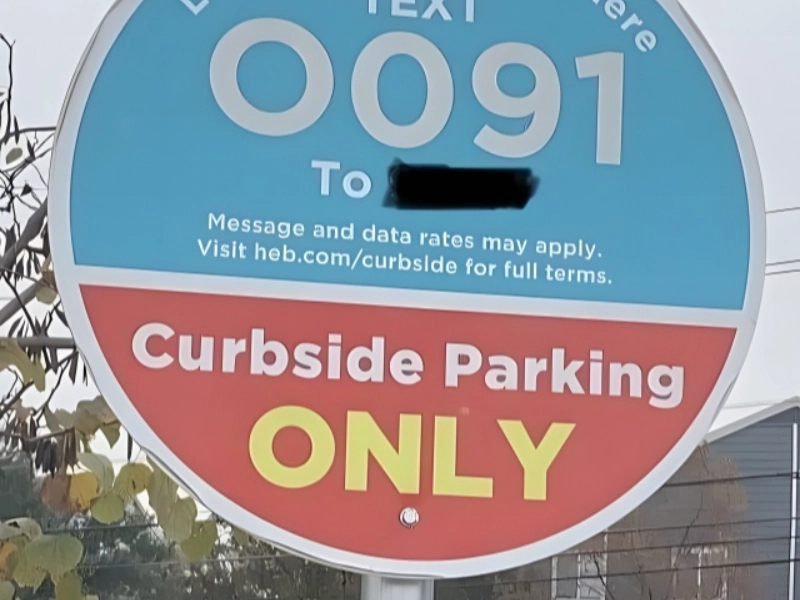 TEXT
0091
To
Message and data rates may apply.
Visit heb.com/curbside for full terms.
Curbside Parking
ONLY